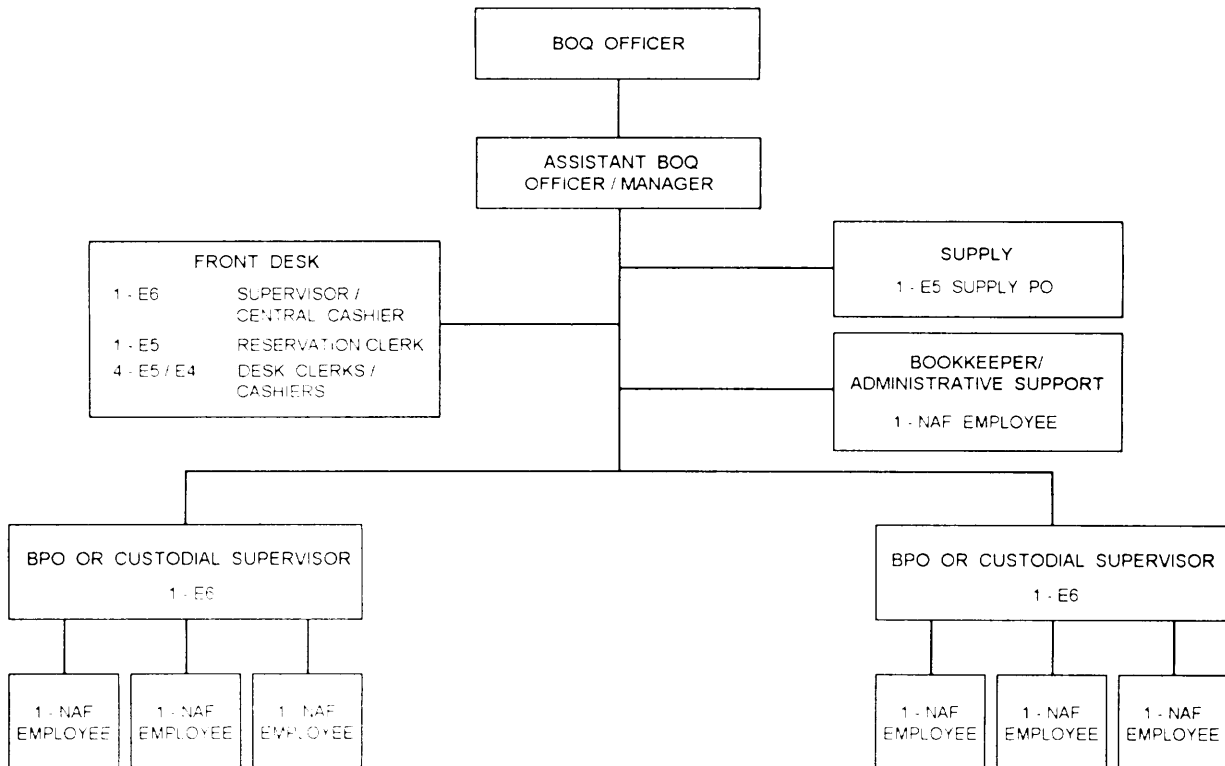 BOQ OFFICER
ASSISTANT BOQ
OFFICER / MANAGER
FRONT DESK
1 - E6 SUPERVISOR /
CENTRAL CASHIER
1 - E5 RESERVATION CLERK
4 - E5 / E4 DESK CLERKS /
CASHIERS
SUPPLY
1 - E5 SUPPLY PO
BOOKKEEPER/
ADMINISTRATIVE SUPPORT
1 - NAF EMPLOYEE
BPO OR CUSTODIAL SUPERVISOR
1 - E6
BPO OR CUSTODIAL SUPERVISOR
1 - E6
1 - NAF
EMPLOYEE
1 - NAF
EMPLOYEE
1 - NAF
EMPLOYEE
1 - NAF
EMPLOYEE
1 - NAF
EMPLOYEE
1 - NAF
EMPLOYEE